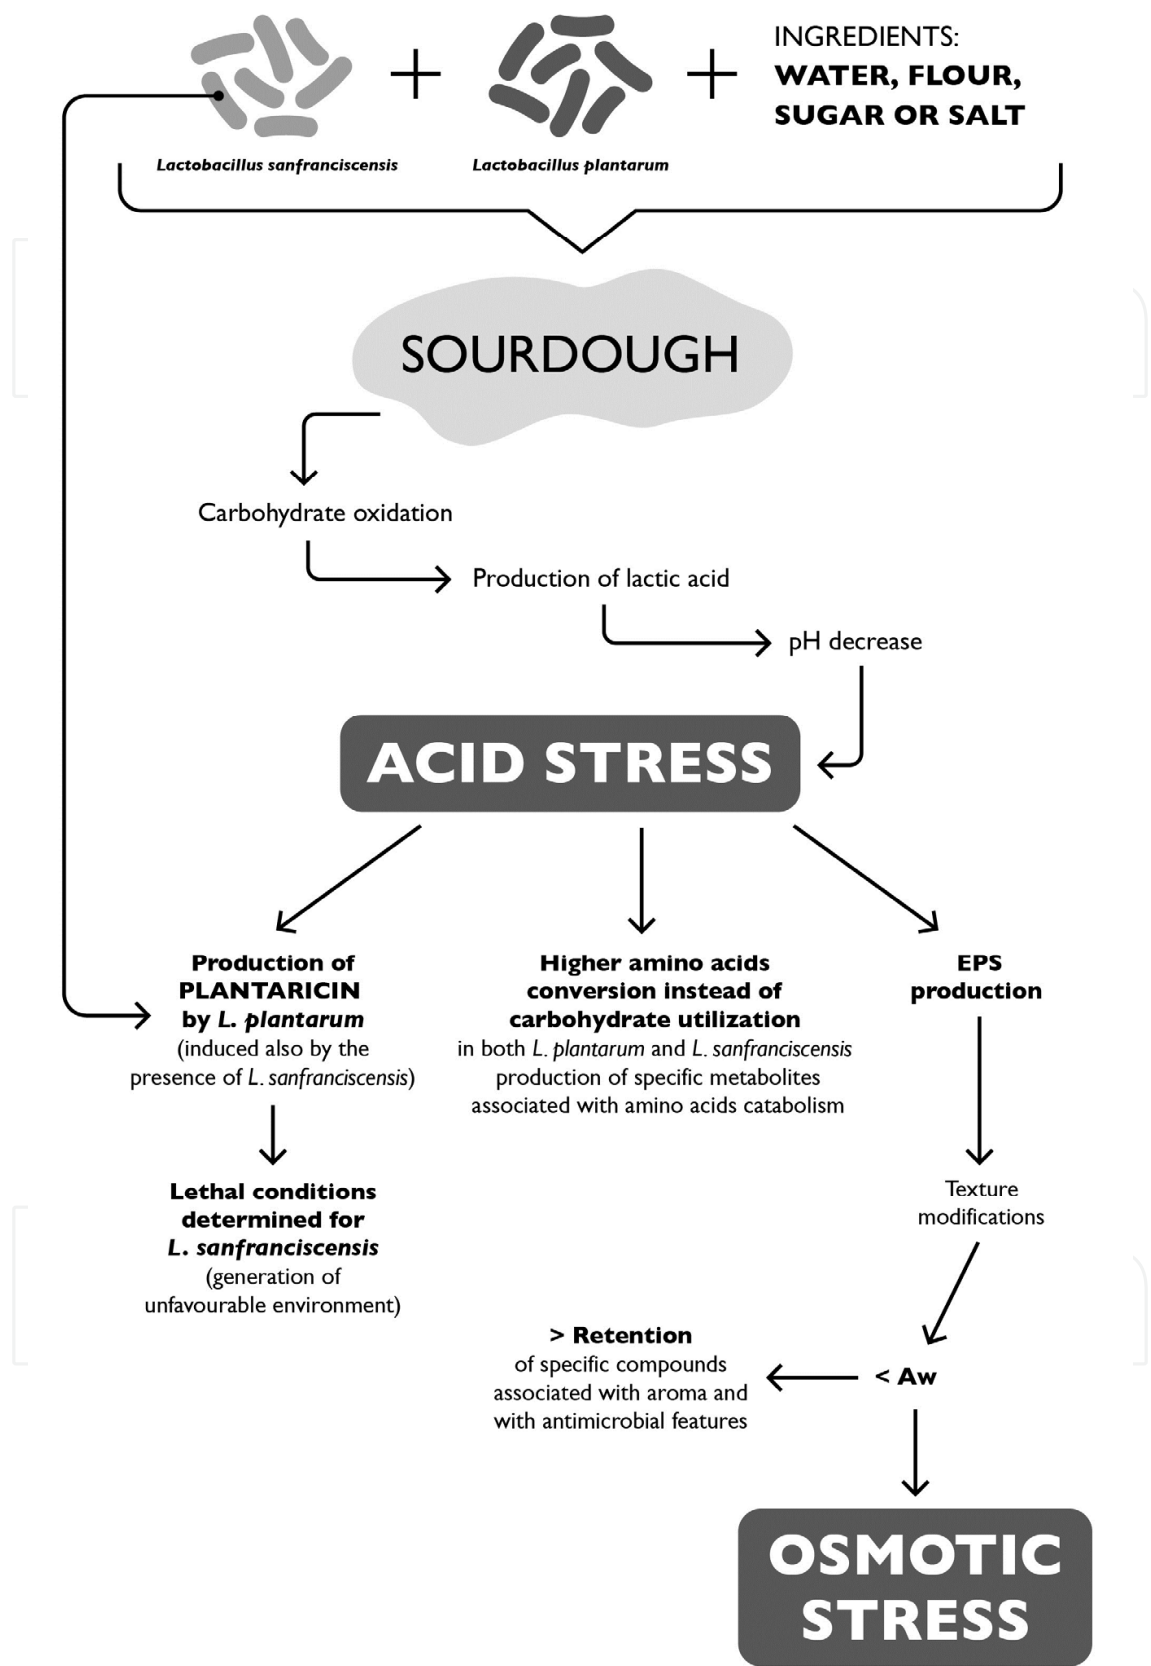 INGREDIENTS:
WATER, FLOUR,
SUGAR OR SALT
Lactobacillus sanfranciscensis
Lactobacillus plantarum
SOURDOUGH
Carbohydrate oxidation
Production of lactic acid
pH decrease
ACID STRESS
Production of
PLANTARICIN
by L. plantarum
(induced also by the
presence of L. sanfranciscensis)
Higher amino acids
conversion instead of
carbohydrate utilization
in both L. plantarum and L. sanfranciscensis
production of specific metabolites
associated with amino acids catabolism
EPS
production
Lethal conditions
determined for
L. sanfranciscensis
(generation of
unfavourable environment)
Texture
modifications
> Retention
of specific compounds
associated with aroma and
with antimicrobial features
< Aw
OSMOTIC
STRESS